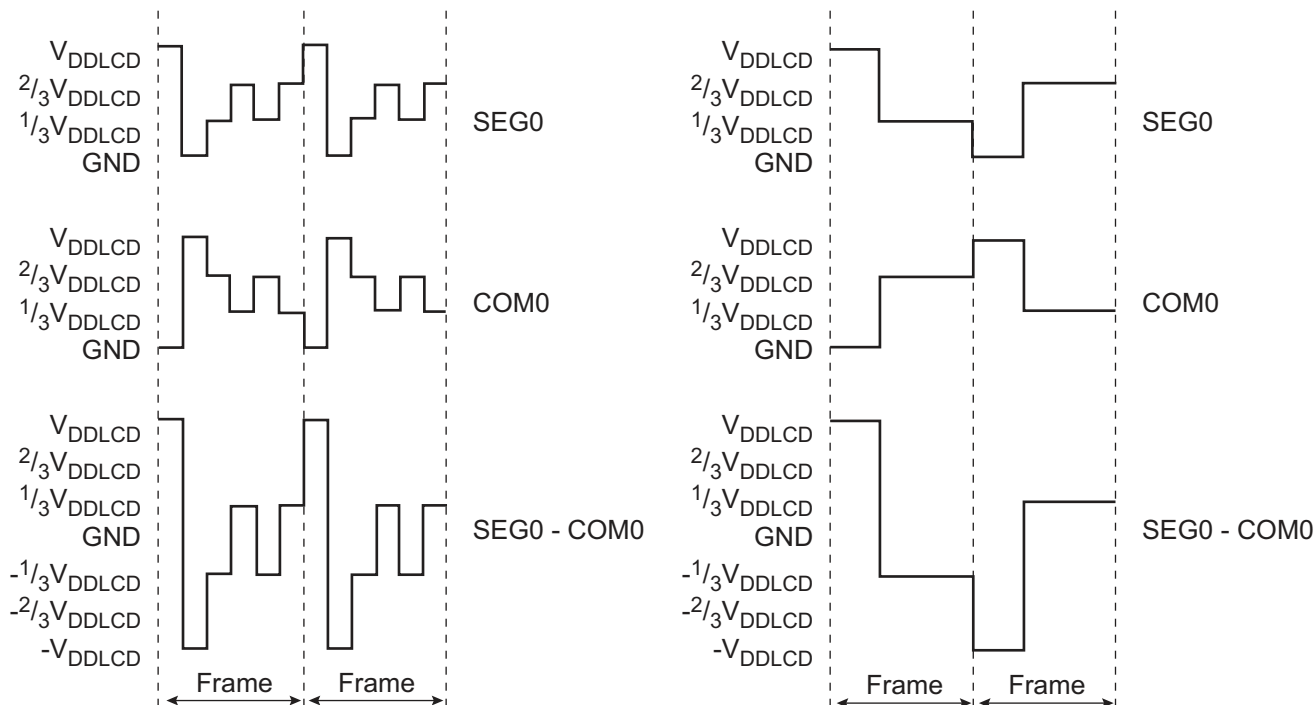 VDDLCD
2/3VDDLCD
1/3VDDLCD
GND
SEG0
VDDLCD
2/3VDDLCD
1/3VDDLCD
GND
COM0
VDDLCD
2/3VDDLCD
1/3VDDLCD
GND
-1/3VDDLCD
-2/3VDDLCD
-VDDLCD
SEG0 - COM0
Frame
Frame
VDDLCD
2/3VDDLCD
1/3VDDLCD
GND
SEG0
VDDLCD
2/3VDDLCD
1/3VDDLCD
GND
COM0
VDDLCD
2/3VDDLCD
1/3VDDLCD
GND
-1/3VDDLCD
-2/3VDDLCD
-VDDLCD
SEG0 - COM0
Frame
Frame